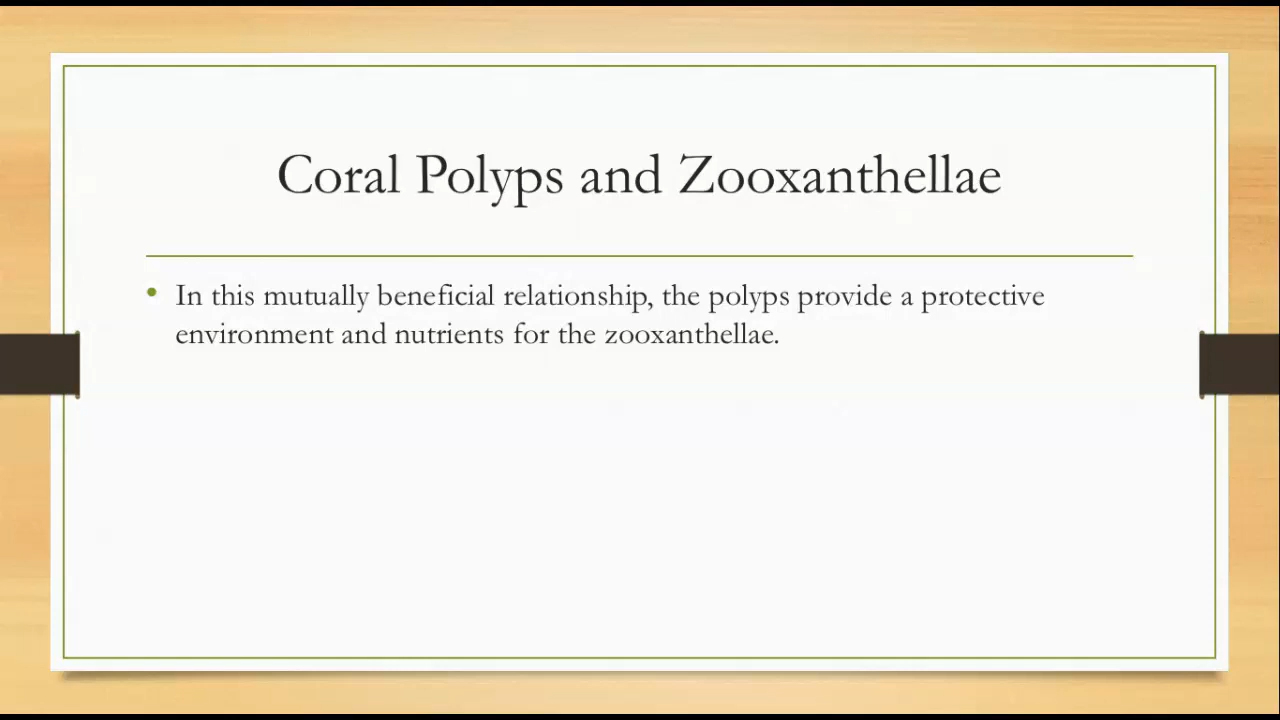 Coral Polyps and Zooxanthellae
• In this mutually beneficial relationship, the polyps provide a protective
environment and nutrients for the zooxanthellae.